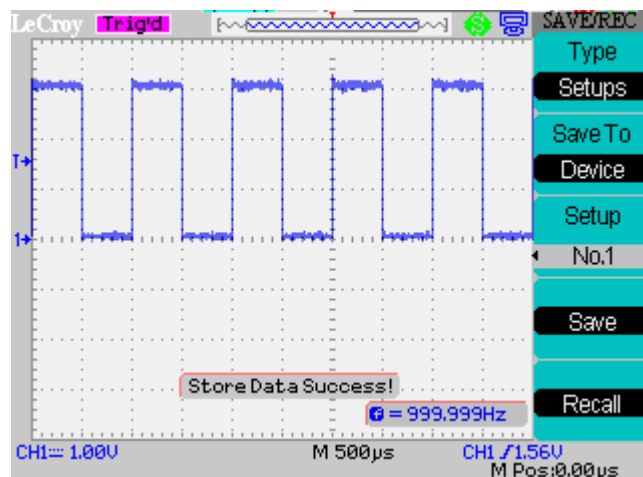 LeCroy Trig'd SAVE/REC
Type
Setups
Save To
Device
Setup
No.1
Save
Recall
T
1
Store Data Success!
f = 999.999Hz
CH1 1.00V M 500µs CH1 1.56V
M Pos:0.00µs